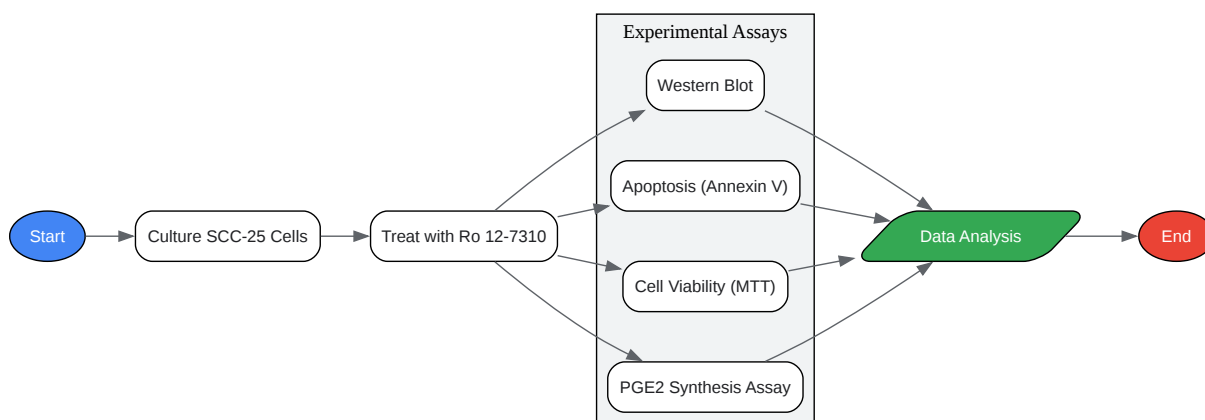 Experimental Assays
Western Blot
Apoptosis (Annexin V)
Start
Culture SCC-25 Cells
Treat with Ro 12-7310
Data Analysis
End
Cell Viability (MTT)
PGE2 Synthesis Assay